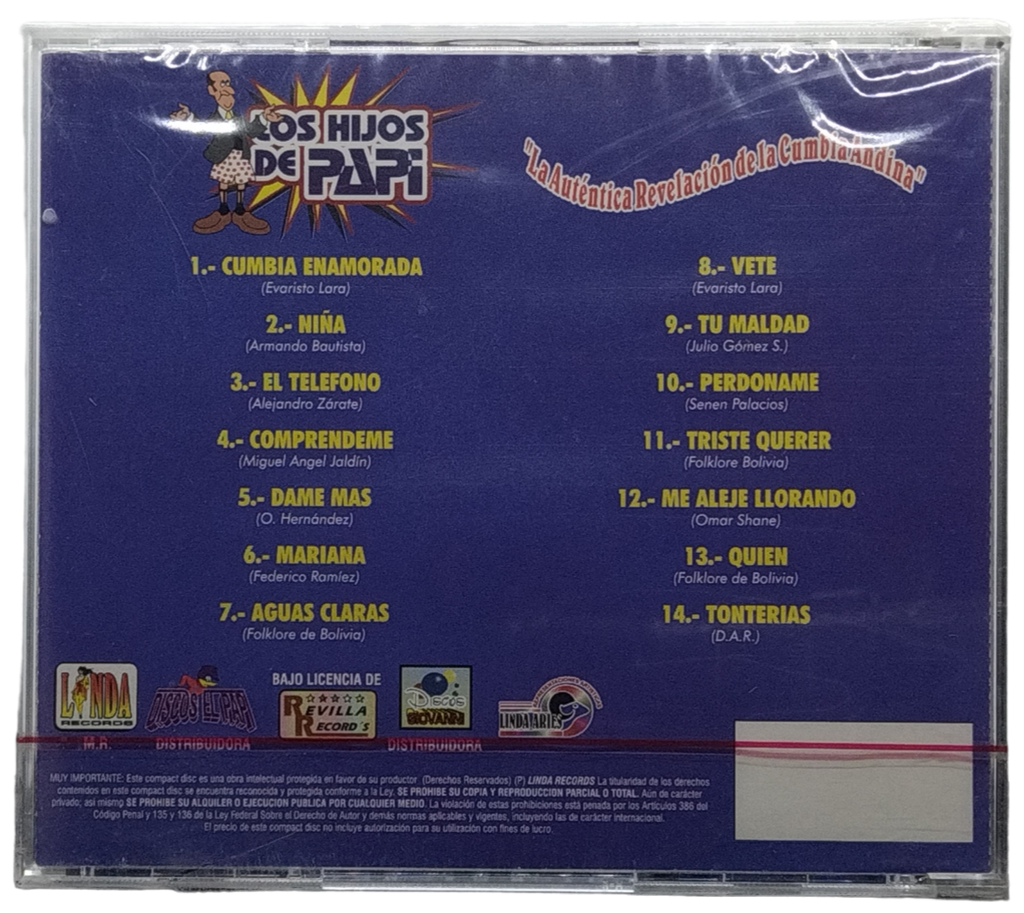 LOS HIJOS
DE PAPi
"La Auténtica Revelación de la Cumbia Andina"
1.- CUMBIA ENAMORADA
(Evaristo Lara)
2.- NIÑA
(Armando Bautista)
3.- EL TELEFONO
(Alejandro Zárate)
4.- COMPRENDEME
(Miguel Angel Jaldín)
5.- DAME MAS
(O. Hernández)
6.- MARIANA
(Federico Ramíez)
7.- AGUAS CLARAS
(Folklore de Bolivia)
8.- VETE
(Evaristo Lara)
9.- TU MALDAD
(Julio Gómez S.)
10.- PERDONAME
(Senen Palacios)
11.- TRISTE QUERER
(Folklore Bolivia)
12.- ME ALEJE LLORANDO
(Omar Shane)
13.- QUIEN
(Folklore de Bolivia)
14.- TONTERIAS
(D.A.R.)
LINDA
RECORDS
M.R.
DISCOS
DISTRIBUIDORA
BAJO LICENCIA DE
REVILLA
RECORD'S
Discos
GIOVANNI
DISTRIBUIDORA
LINDA ARIES
MUY IMPORTANTE: Este compact disc es una obra intelectual protegida en favor de su productor. (Derechos Reservados) (P) LINDA RECORDS La titularidad de los derechos
contenidos en este compact disc se encuentra reconocida y protegida conforme a la Ley. SE PROHIBE SU COPIA Y REPRODUCCION PARCIAL O TOTAL. Aún de carácter
privado; asi mismp SE PROHIBE SU ALQUILER O EJECUCION PUBLICA POR CUALQUIER MEDIO. La violación de estas prohibiciones está penada por los Artículos 386 del
Código Penal y 135 y 136 de la Ley Federal Sobre el Derecho de Autor y demás normas aplicables y vigentes, incluyendo las de carácter internacional.
El precio de este compact disc no incluye autorización para su utilización con fines de lucro.